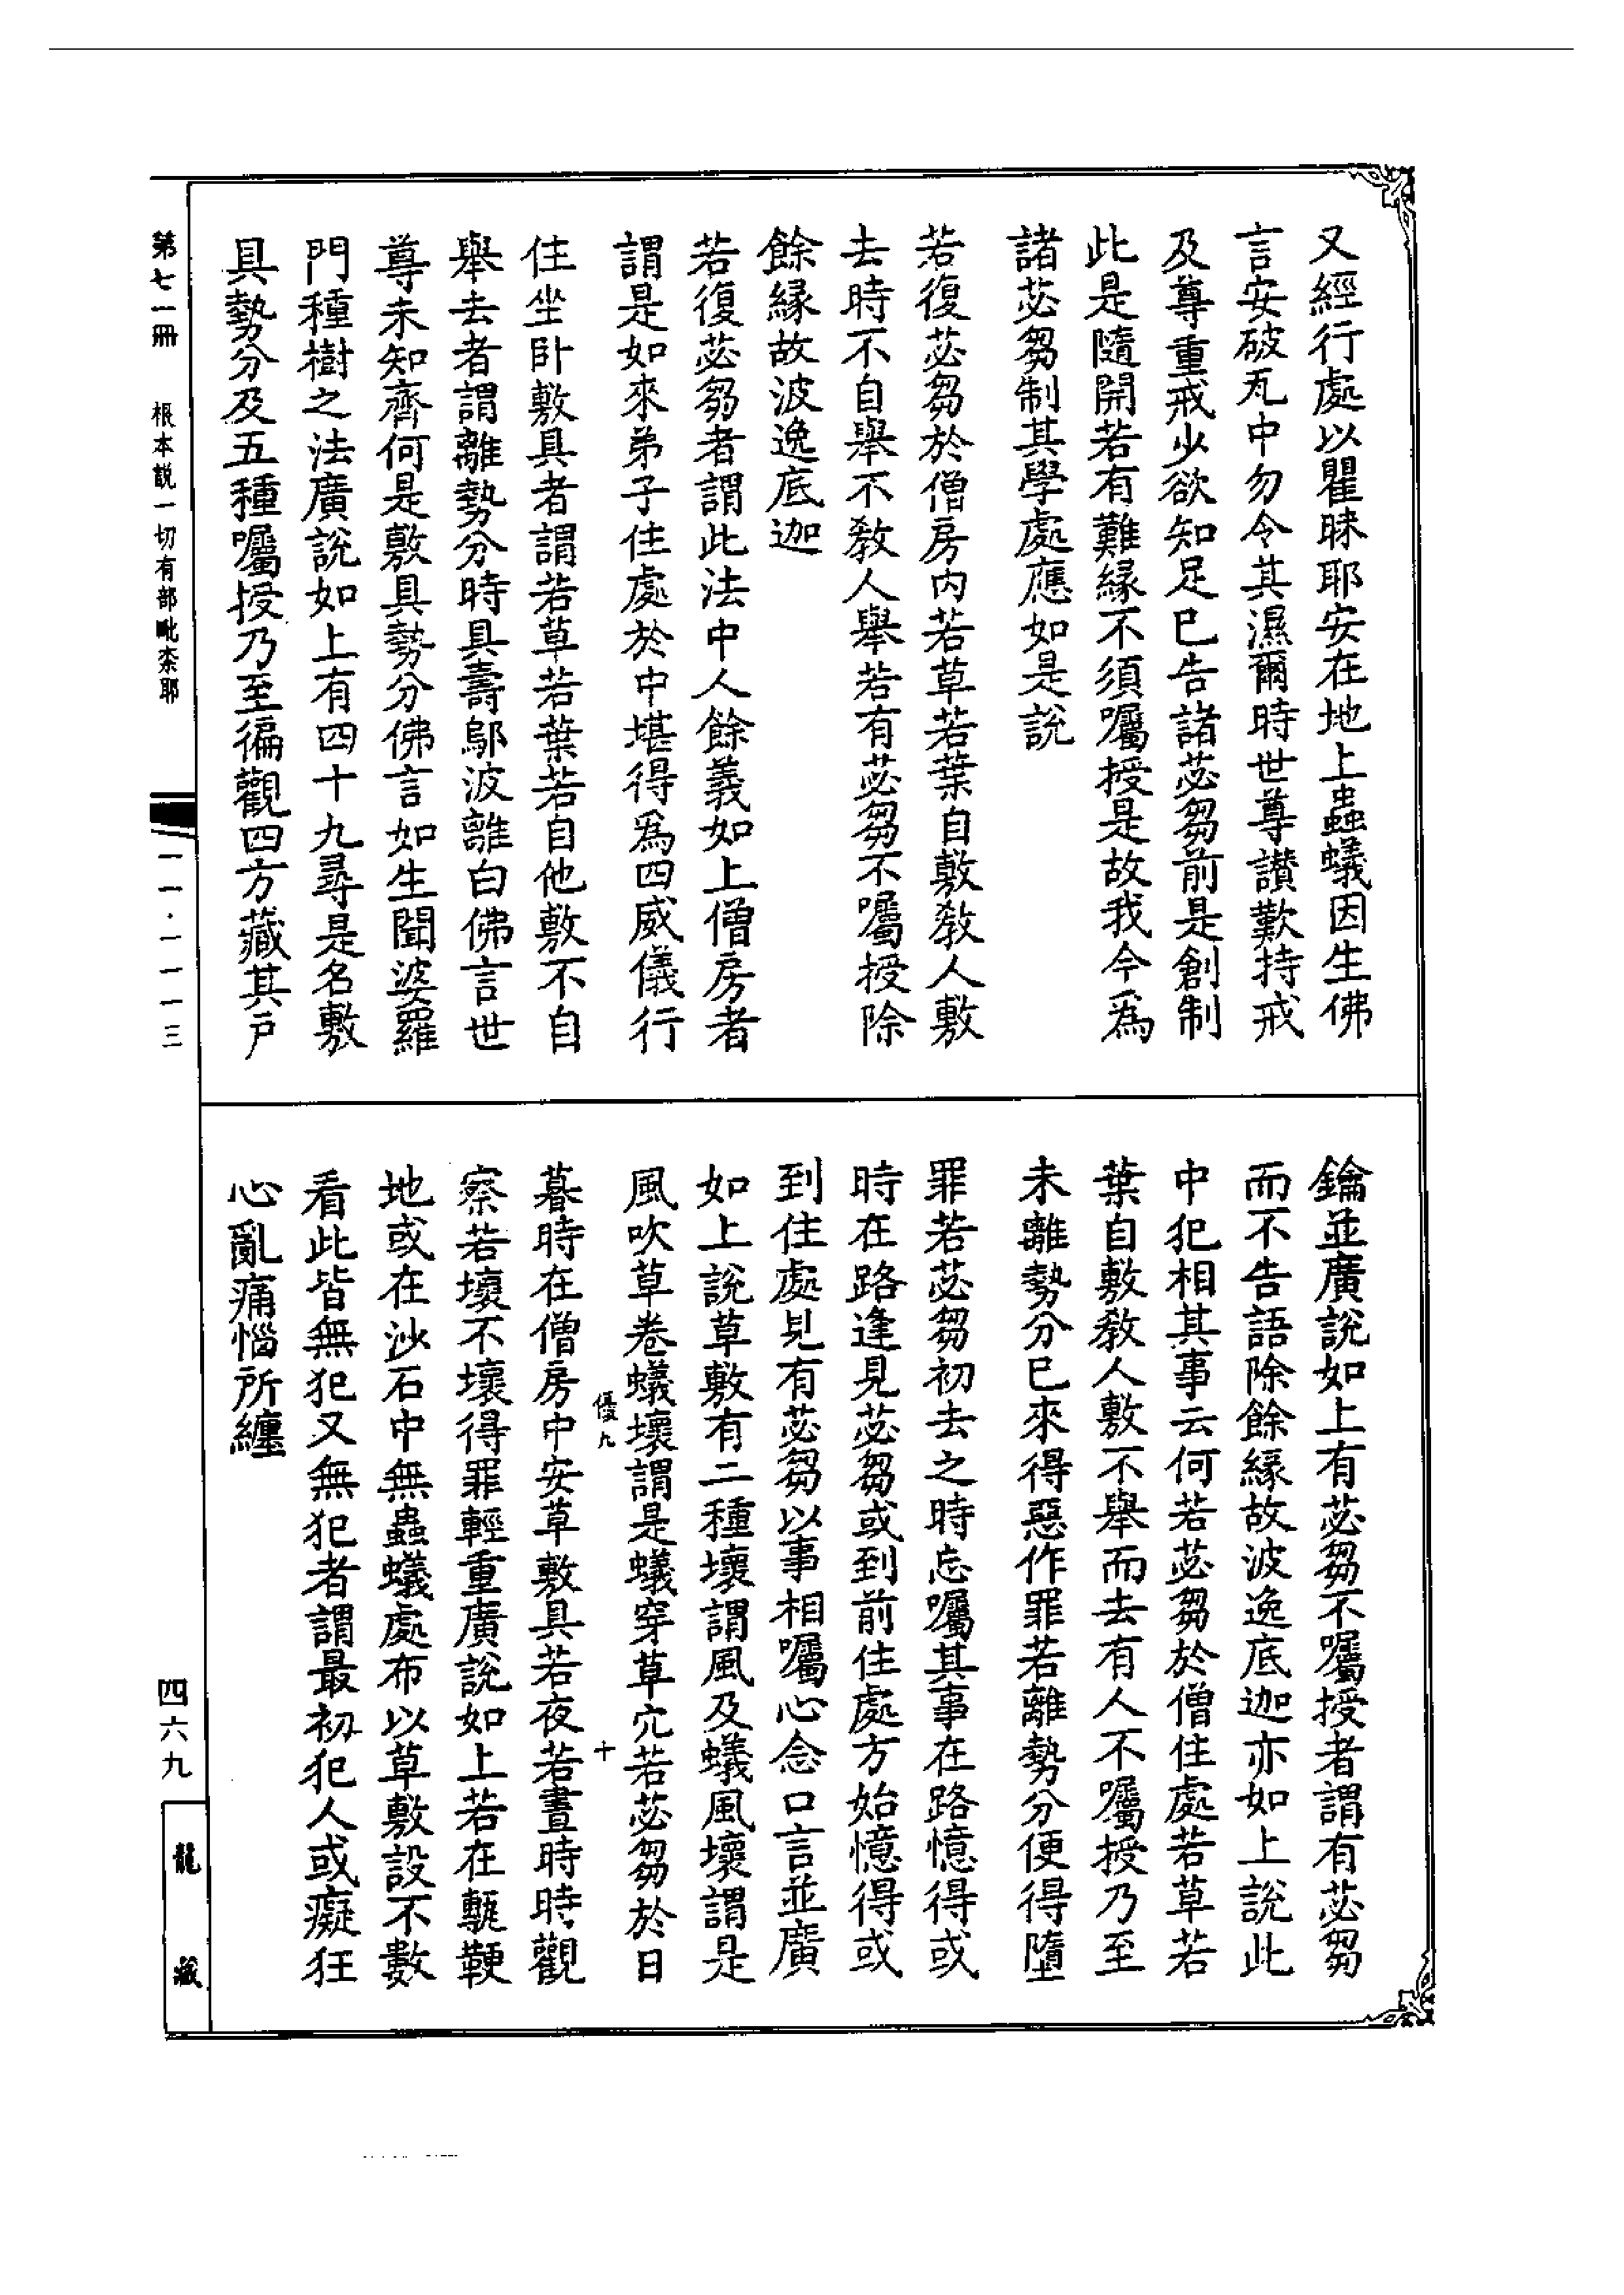 又經行處以瞿昧耶安在地上蟲蟻因生佛
言安破瓦中勿令其濕爾時世尊讚歎持戒
及尊重戒少欲知足已告諸苾芻前是創制
此是隨開若有難緣不須囑授是故我今為
諸苾芻制其學處應如是說
若復苾芻於僧房內若草若葉自敷教人敷
去時不自舉不教人舉若有苾芻不囑授除
餘緣故波逸底迦
若復苾芻者謂此法中人餘義如上僧房者
謂是如來弟子住處於中堪得為四威儀行
住坐臥敷具者謂若草若葉若自他敷不自
舉去者謂離勢分時具壽鄔波離白佛言世
尊未知齊何是敷具勢分佛言如生聞婆羅
門種樹之法廣說如上有四十九尋是名敷
具勢分及五種囑授乃至徧觀四方藏其戶
鑰並廣說如上有苾芻不囑授者謂有苾芻
而不告語除餘緣故波逸底迦亦如上說此
中犯相其事云何若苾芻於僧住處若草若
葉自敷教人敷不舉而去有人不囑授乃至
未離勢分已來得惡作罪若離勢分便得墮
罪若苾芻初去之時忘囑其事在路憶得或
時在路逢見苾芻或到前住處方始憶得或
到住處見有苾芻以事相囑心念口言並廣
如上說草敷有二種壞謂風及蟻風壞謂是
風吹草卷蟻壞謂是蟻穿草穴若苾芻於日
優九 十
暮時在僧房中安草敷具若夜若晝時時觀
察若壞不壞得罪輕重廣說如上若在甎鞕
地或在沙石中無蟲蟻處布以草敷設不數
看此皆無犯又無犯者謂最初犯人或癡狂
心亂痛惱所纏
第七一冊 根本說一切有部毗柰耶
一一·一一一三
四六九
龍藏